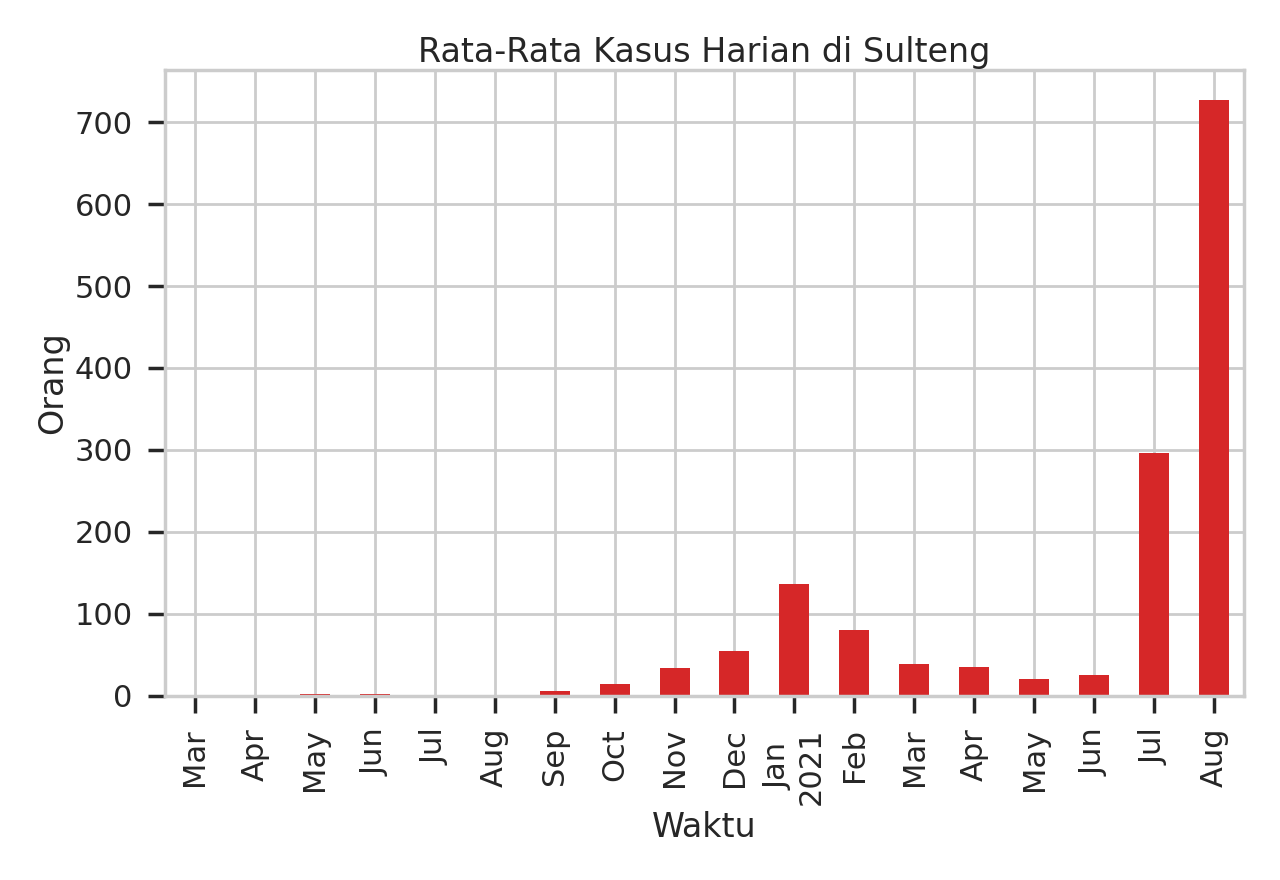 Rata-Rata Kasus Harian di Sulteng
700
600
500
400
300
200
100
0
Orang
Mar
Apr
May
Jun
Jul
Aug
Sep
Oct
Nov
Dec
Jan
2021
Feb
Mar
Apr
May
Jun
Jul
Aug
Waktu